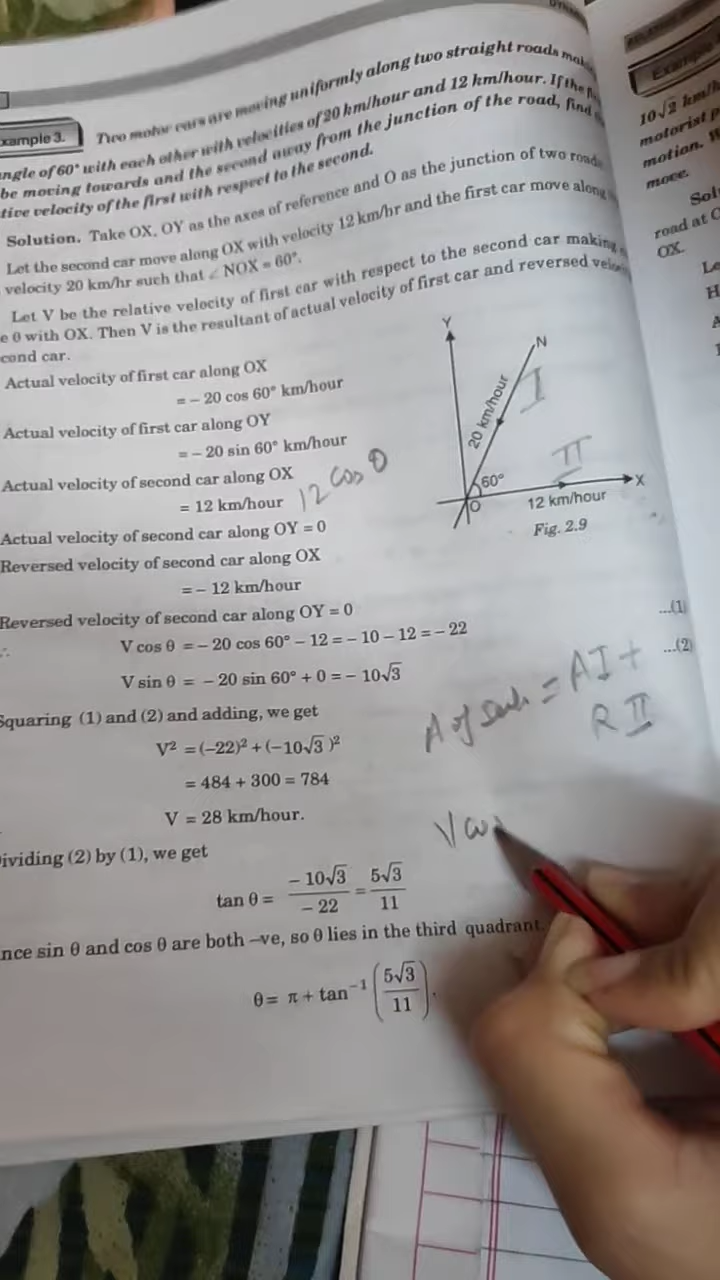 xample 3. Two motor cars are moving uniformly along two straight roads
ngle of 60° with each other with velocities of 20 km/hour and 12 km/hour. If the
be moving towards and the second away from the junction of the road, find
tive velocity of the first with respect to the second.
Solution. Take OX, OY as the axes of reference and O as the junction of two roads
Let the second car move along OX with velocity 12 km/hr and the first car move along
velocity 20 km/hr such that ∠NOX = 60°.
Let V be the relative velocity of first car with respect to the second car making
e θ with OX. Then V is the resultant of actual velocity of first car and reversed
cond car.
Actual velocity of first car along OX
= – 20 cos 60° km/hour
Actual velocity of first car along OY
= – 20 sin 60° km/hour
Actual velocity of second car along OX
= 12 km/hour 12 cos θ
Actual velocity of second car along OY = 0
Reversed velocity of second car along OX
= – 12 km/hour
Reversed velocity of second car along OY = 0
∴ V cos θ = – 20 cos 60° – 12 = – 10 – 12 = – 22 ...(1)
V sin θ = – 20 sin 60° + 0 = – 10√3 ...(2)
Squaring (1) and (2) and adding, we get
V² = (–22)² + (–10√3)²
= 484 + 300 = 784
V = 28 km/hour.
ividing (2) by (1), we get
tan θ = – 10√3 / – 22 = 5√3 / 11
nce sin θ and cos θ are both –ve, so θ lies in the third quadrant.
θ = π + tan⁻¹ (5√3 / 11).
Y
N
20 km/hour
I
II
60°
X
O
12 km/hour
Fig. 2.9
A of = AI +
R II
V
Example
10√2 km/h
motorist p
motion. W
move.
Sol
road at O
OX.
Le
H
A